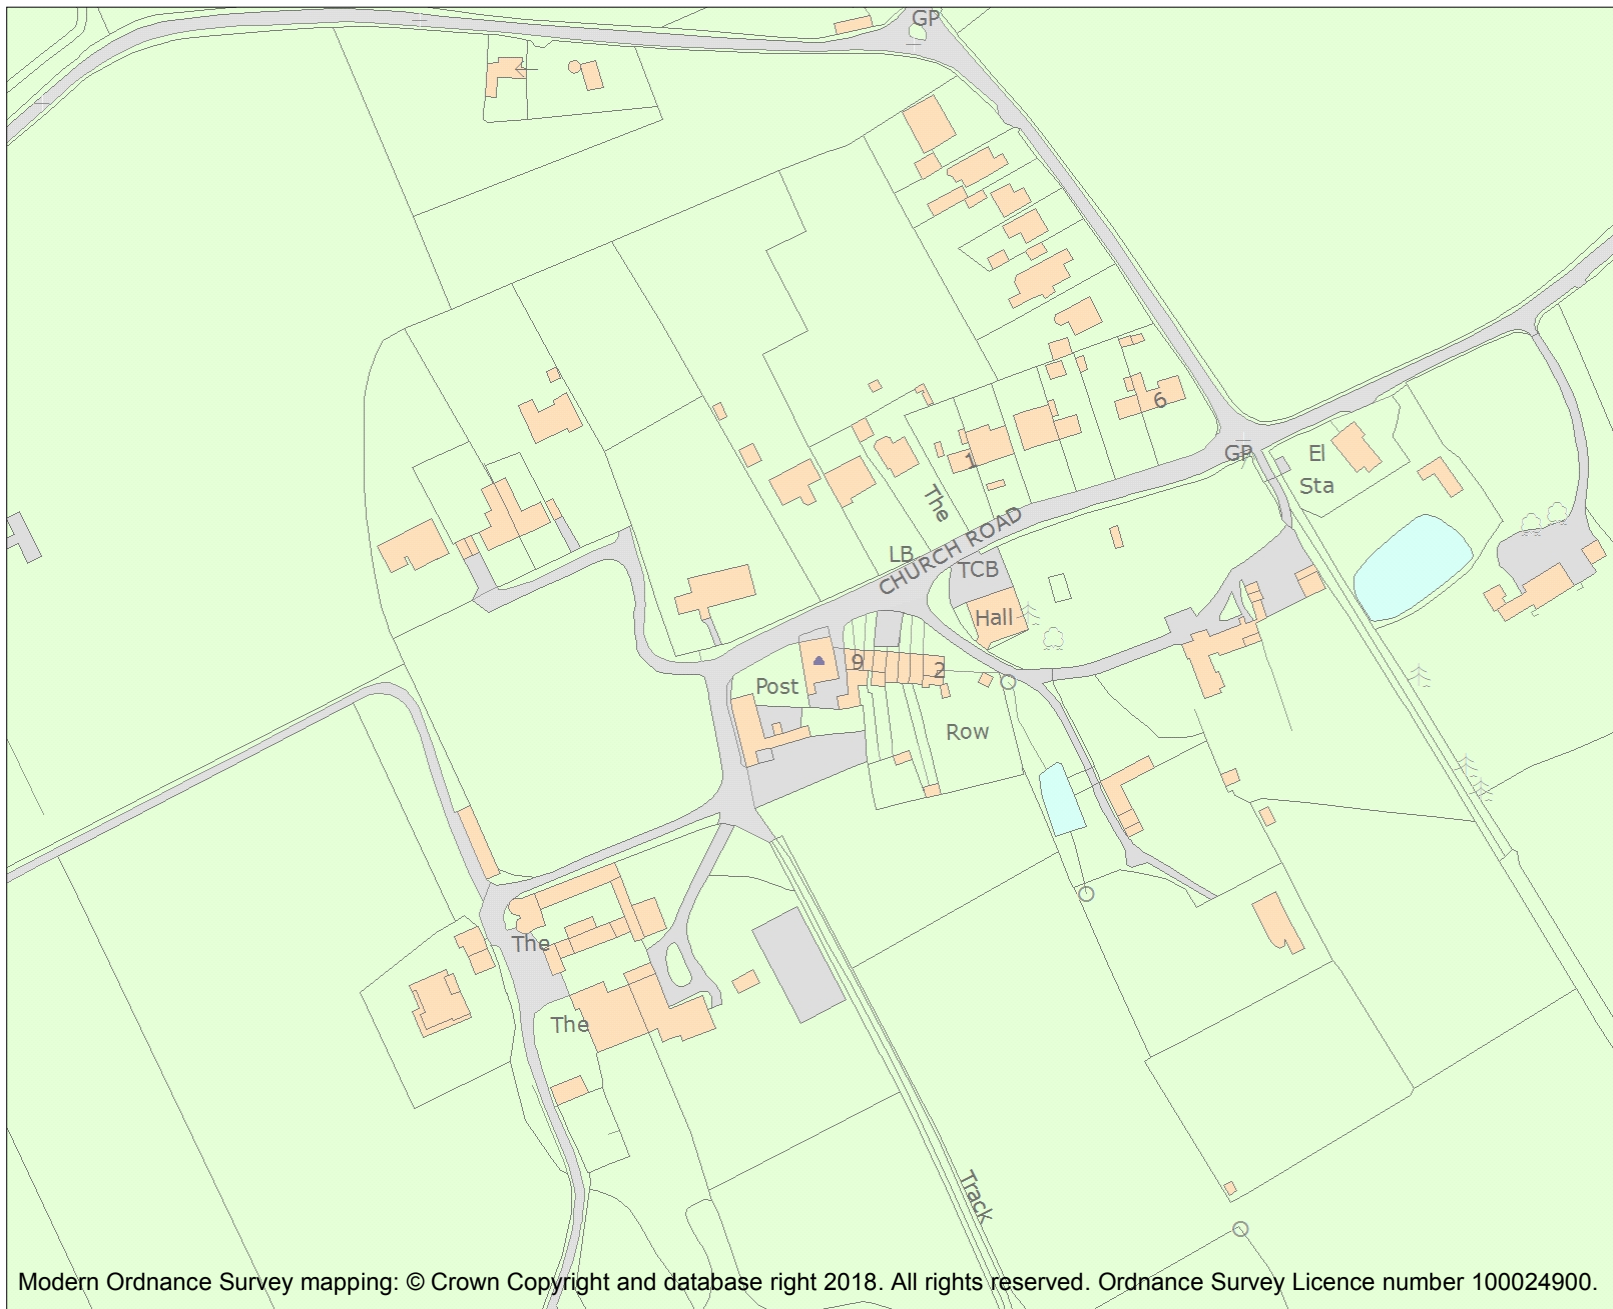 GP
6
1
GP
El
Sta
The
CHURCH ROAD
LB
TCB
Hall
9
2
Post
Row
The
The
Track
Modern Ordnance Survey mapping: © Crown Copyright and database right 2018. All rights reserved. Ordnance Survey Licence number 100024900.